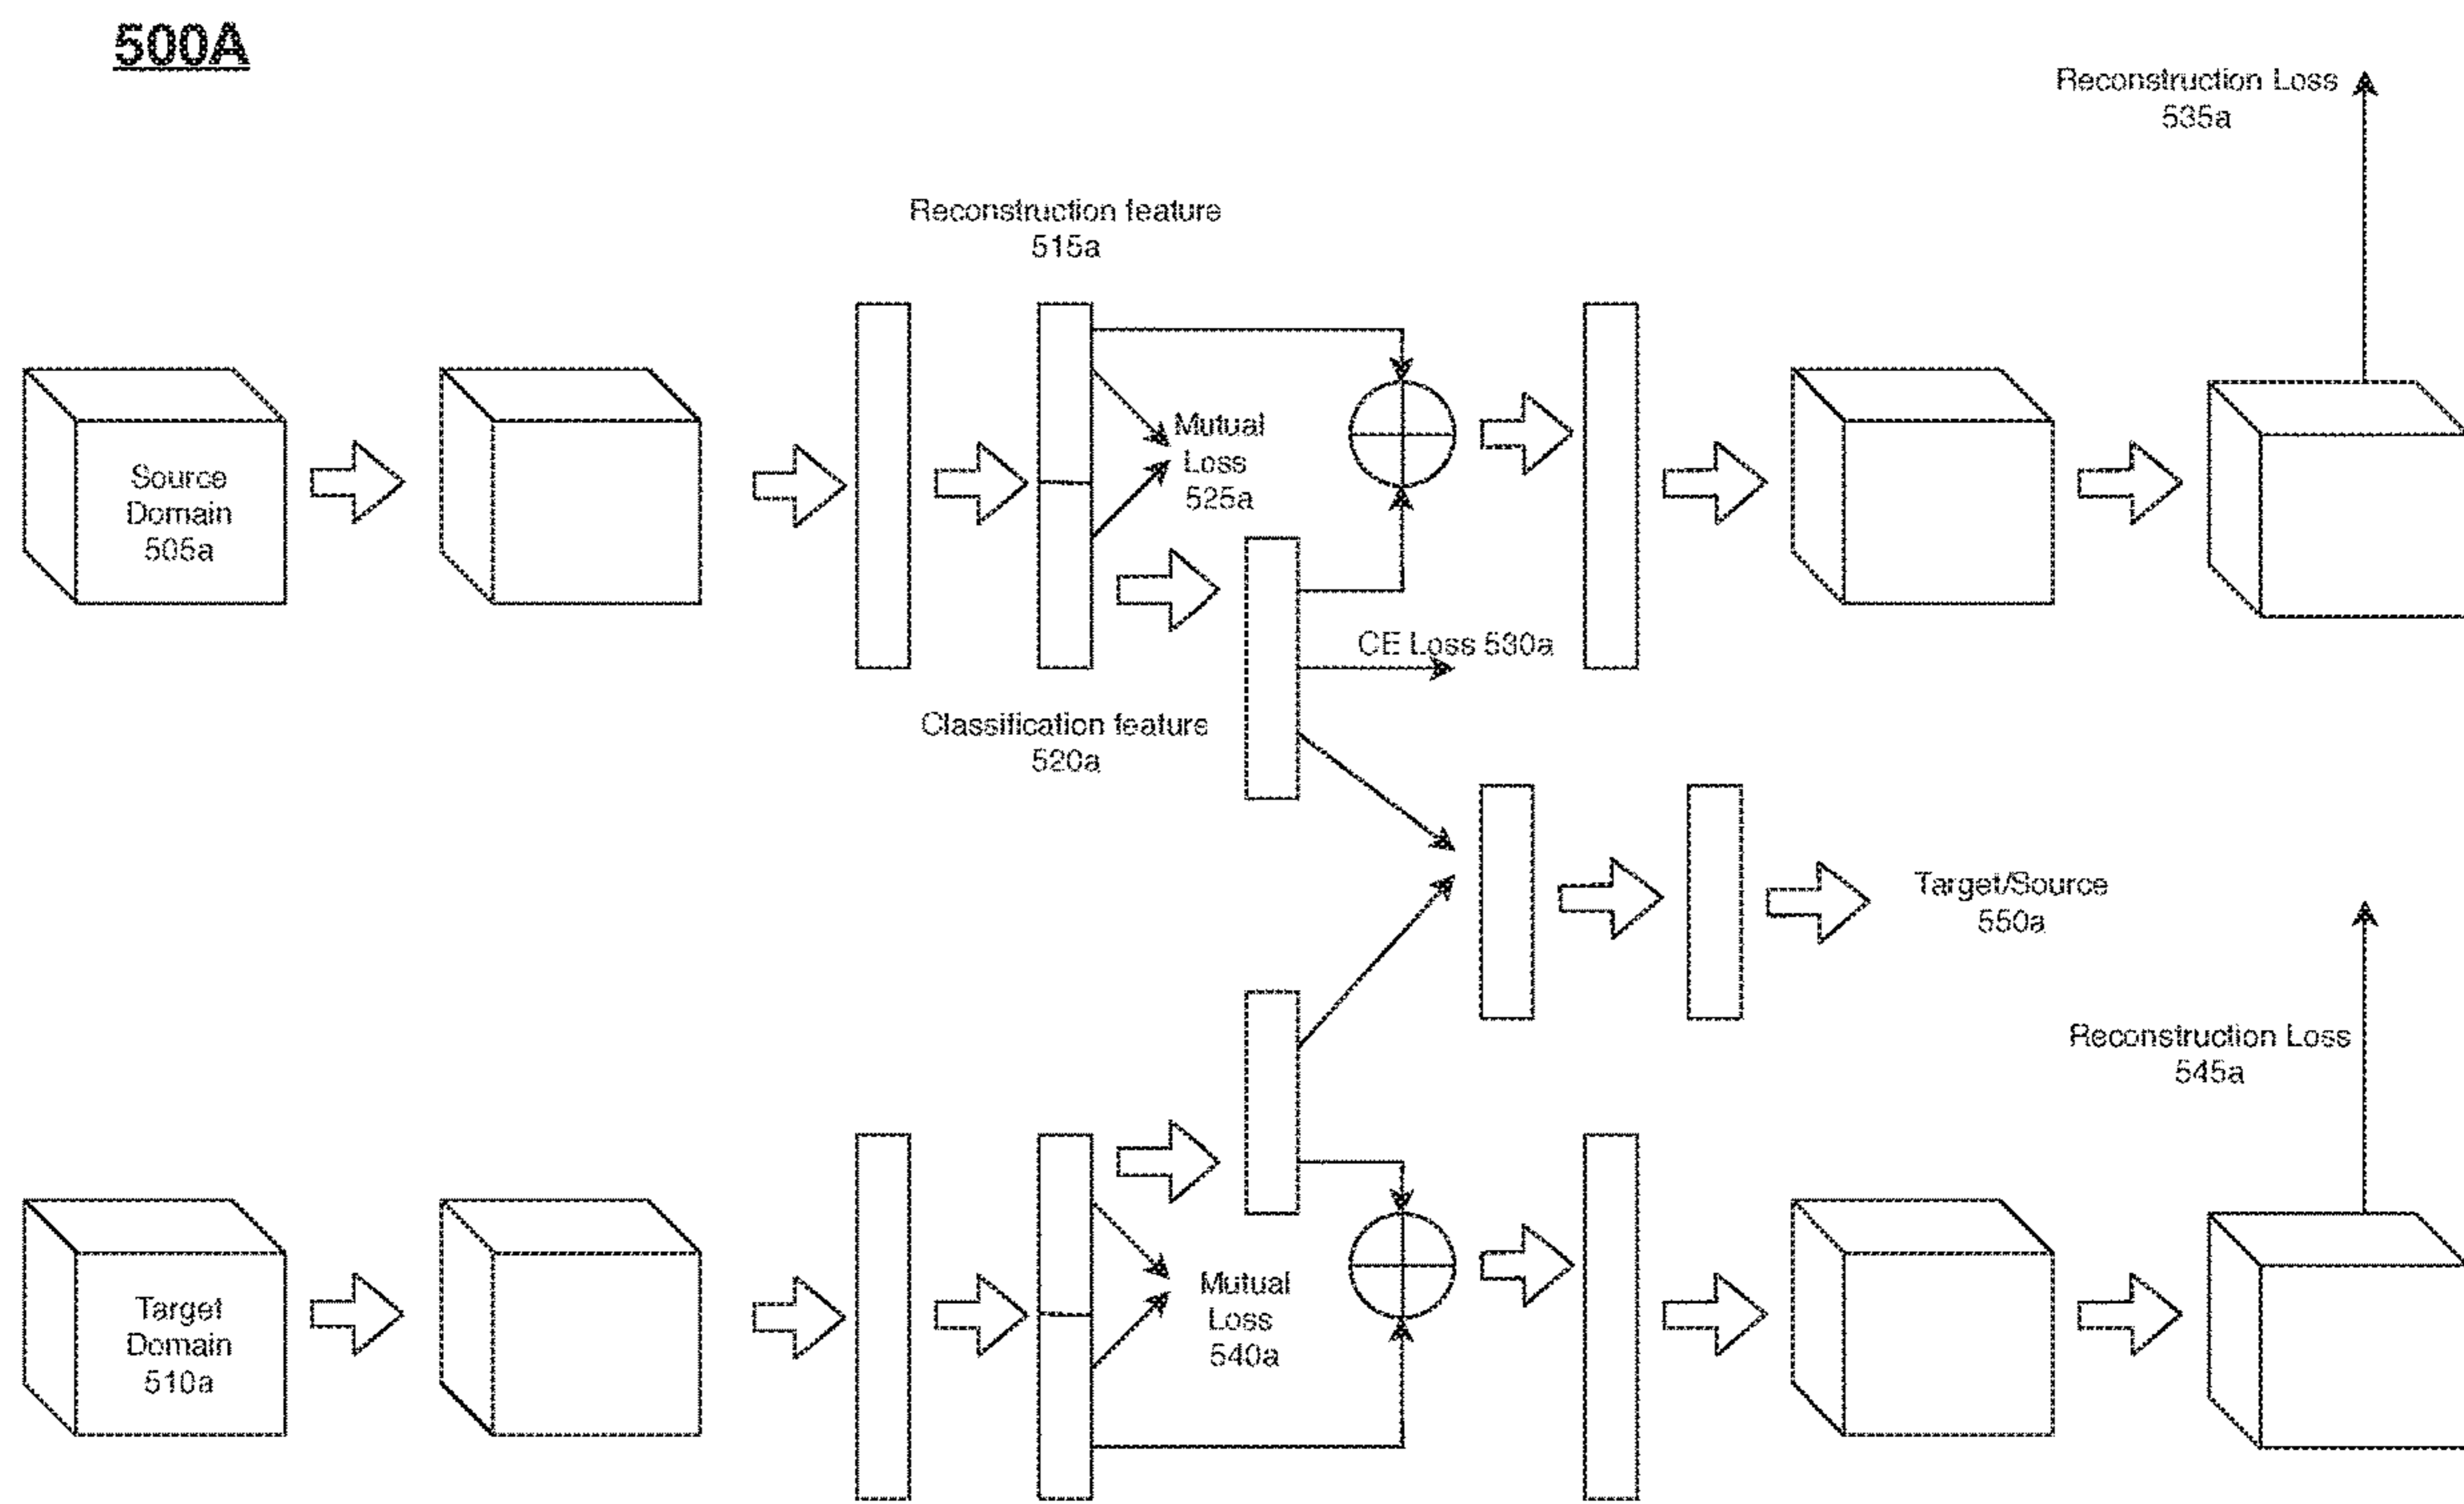 500A
Reconstruction Loss
535a
Reconstruction feature
515a
Mutual
Loss
525a
Source
Domain
505a
CE Loss 530a
Classification feature
520a
Target/Source
550a
Reconstruction Loss
545a
Mutual
Loss
540a
Target
Domain
510a